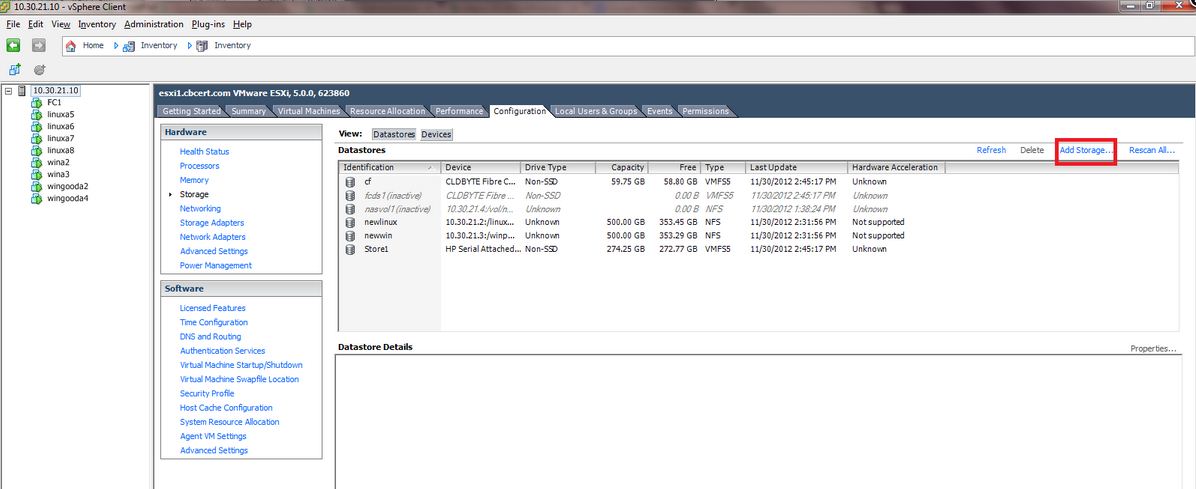 10.30.21.10 - vSphere Client
File Edit View Inventory Administration Plug-ins Help
Home Inventory Inventory
10.30.21.10
FC1
linuxa5
linuxa6
linuxa7
linuxa8
wina2
wina3
wingooda2
wingooda4
esxi1.cbcert.com VMware ESXi, 5.0.0, 623860
Getting Started Summary Virtual Machines Resource Allocation Performance Configuration Local Users & Groups Events Permissions
Hardware
Health Status
Processors
Memory
Storage
Networking
Storage Adapters
Network Adapters
Advanced Settings
Power Management
Software
Licensed Features
Time Configuration
DNS and Routing
Authentication Services
Virtual Machine Startup/Shutdown
Virtual Machine Swapfile Location
Security Profile
Host Cache Configuration
System Resource Allocation
Agent VM Settings
Advanced Settings
View: Datastores Devices
Datastores Refresh Delete Add Storage... Rescan All...
Identification Device Drive Type Capacity Free Type Last Update Hardware Acceleration
cf CLDBYTE Fibre C... Non-SSD 59.75 GB 58.80 GB VMFS5 11/30/2012 2:45:17 PM Unknown
fcds1 (inactive) CLDBYTE Fibre ... Non-SSD 0.00 B VMFS5 11/30/2012 2:45:17 PM Unknown
nasvol1 (inactive) 10.30.21.4:/vol/n... Unknown 0.00 B NFS 11/30/2012 1:38:24 PM Unknown
newlinux 10.30.21.2:/linux... Unknown 500.00 GB 353.45 GB NFS 11/30/2012 2:31:56 PM Not supported
newwin 10.30.21.3:/winp... Unknown 500.00 GB 353.29 GB NFS 11/30/2012 2:31:56 PM Not supported
Store1 HP Serial Attached... Non-SSD 274.25 GB 272.77 GB VMFS5 11/30/2012 2:45:17 PM Unknown
Datastore Details Properties...